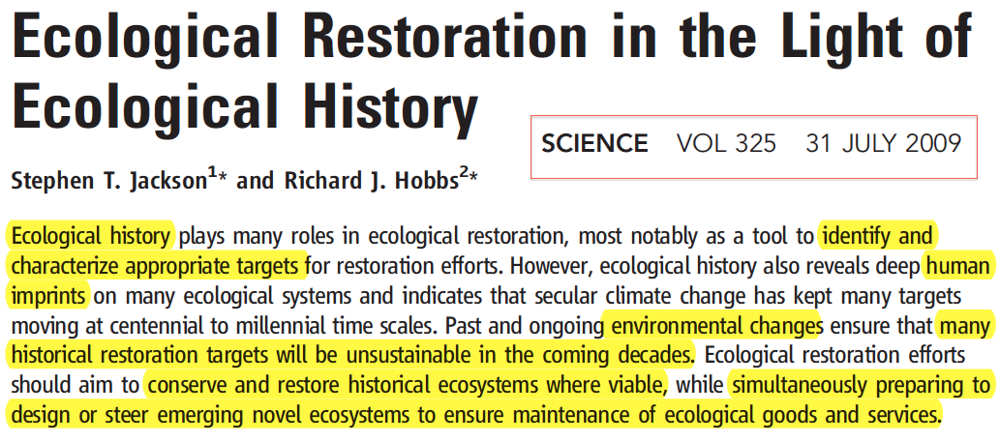 Ecological Restoration in the Light of
Ecological History
SCIENCE VOL 325 31 JULY 2009
Stephen T. Jackson1* and Richard J. Hobbs2*
Ecological history plays many roles in ecological restoration, most notably as a tool to identify and
characterize appropriate targets for restoration efforts. However, ecological history also reveals deep human
imprints on many ecological systems and indicates that secular climate change has kept many targets
moving at centennial to millennial time scales. Past and ongoing environmental changes ensure that many
historical restoration targets will be unsustainable in the coming decades. Ecological restoration efforts
should aim to conserve and restore historical ecosystems where viable, while simultaneously preparing to
design or steer emerging novel ecosystems to ensure maintenance of ecological goods and services.